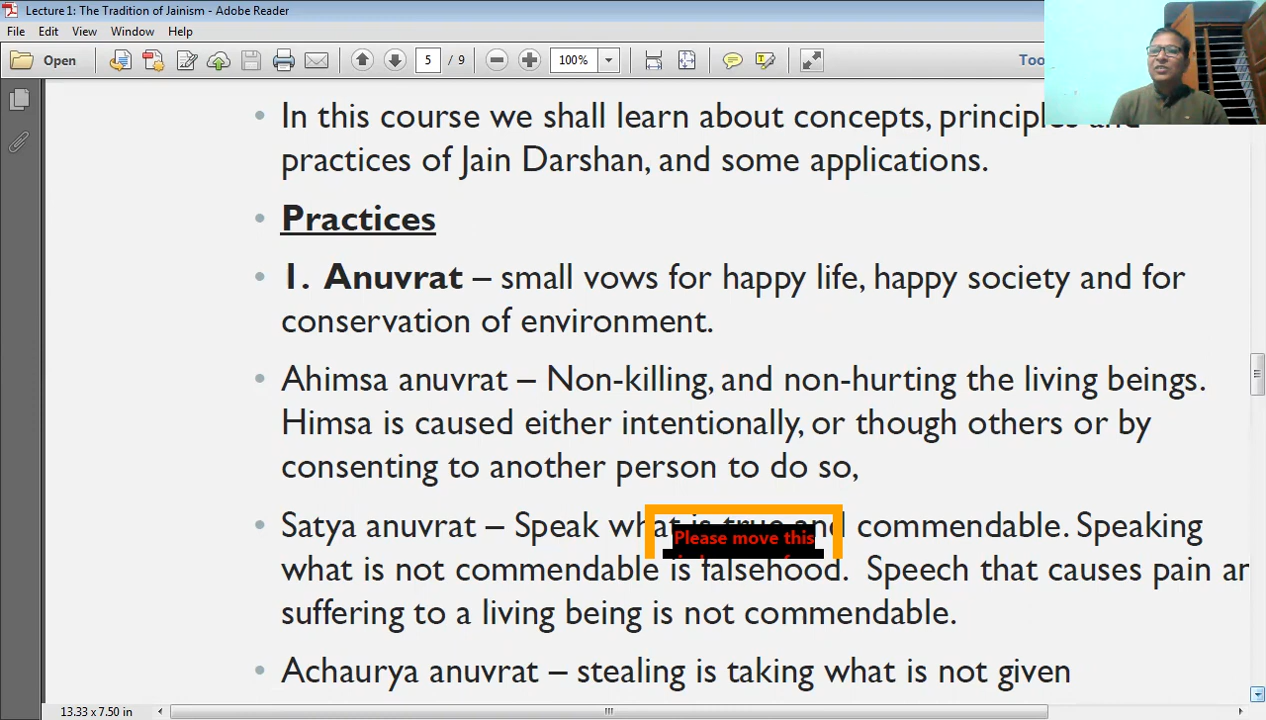 Lecture 1: The Tradition of Jainism - Adobe Reader
File Edit View Window Help
Open 5 / 9 100%
In this course we shall learn about concepts, principles and
practices of Jain Darshan, and some applications.
Practices
1. Anuvrat – small vows for happy life, happy society and for
conservation of environment.
Ahimsa anuvrat – Non-killing, and non-hurting the living beings.
Himsa is caused either intentionally, or though others or by
consenting to another person to do so,
Satya anuvrat – Speak what is true and commendable. Speaking
Please move this
what is not commendable is falsehood. Speech that causes pain
suffering to a living being is not commendable.
Achaurya anuvrat – stealing is taking what is not given
13.33 x 7.50 in